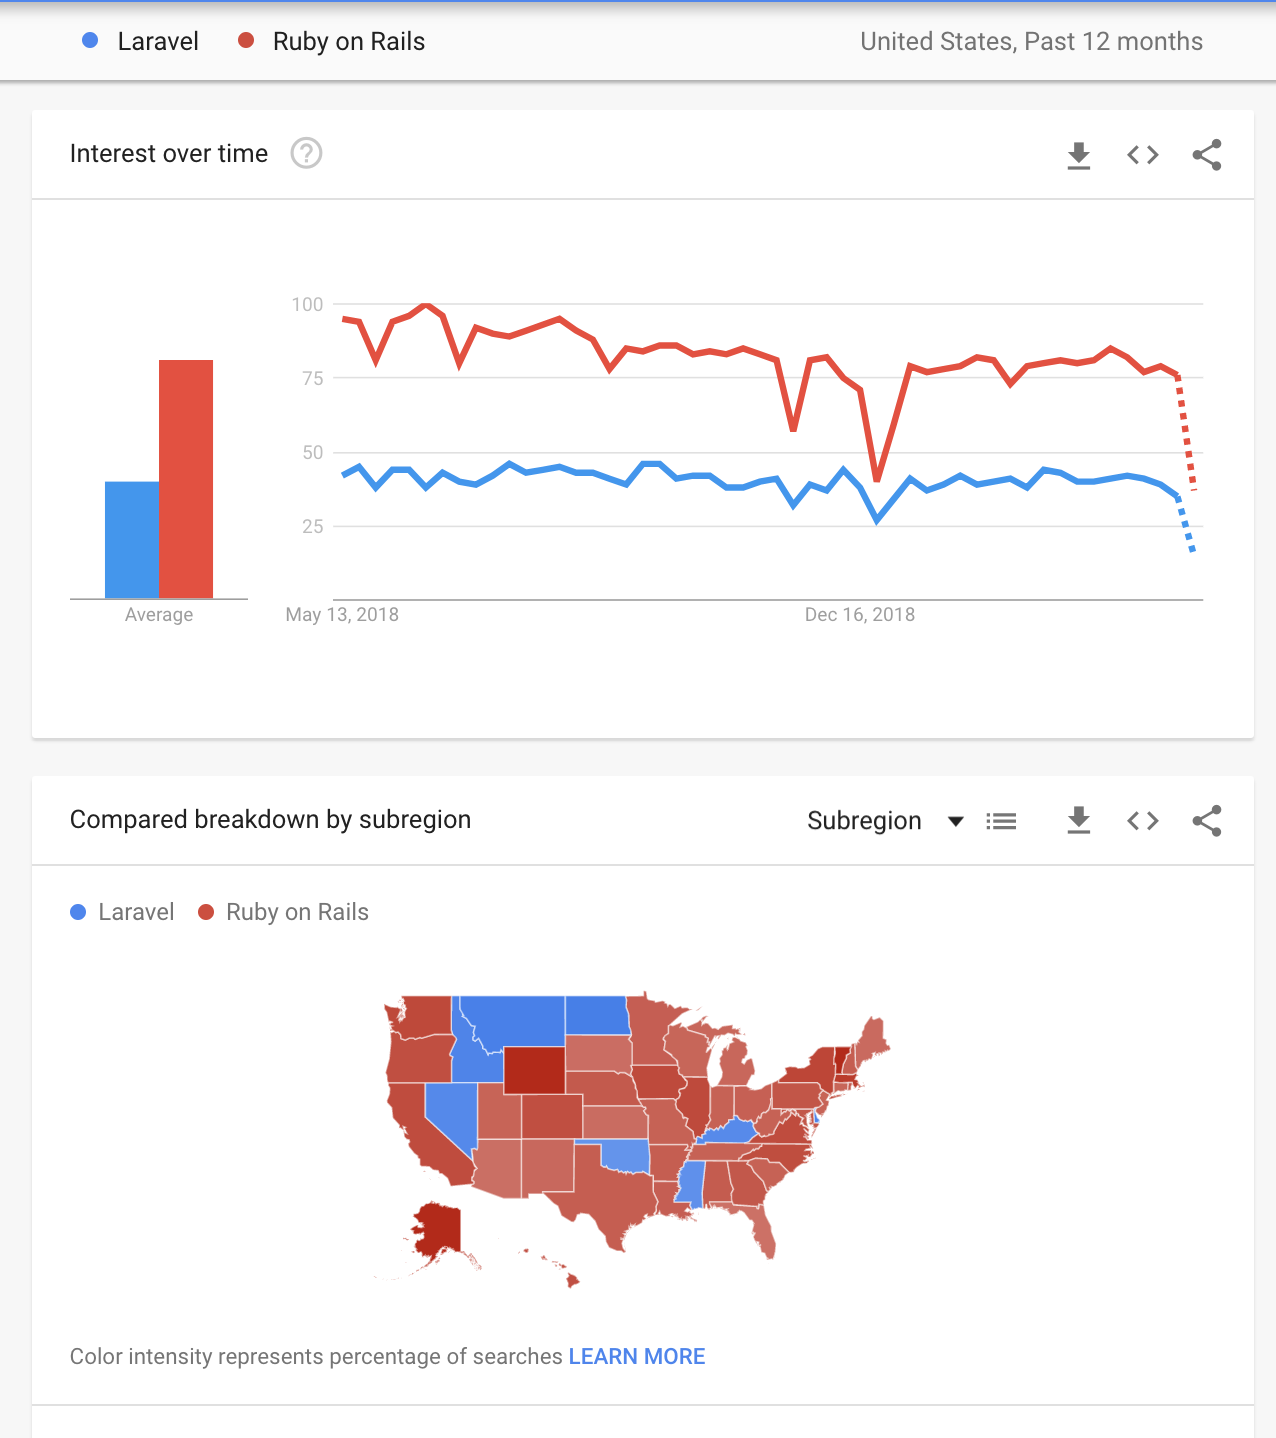 Laravel Ruby on Rails United States, Past 12 months
Interest over time ?
100
75
50
25
Average May 13, 2018 Dec 16, 2018
Compared breakdown by subregion Subregion
Laravel Ruby on Rails
Color intensity represents percentage of searches LEARN MORE